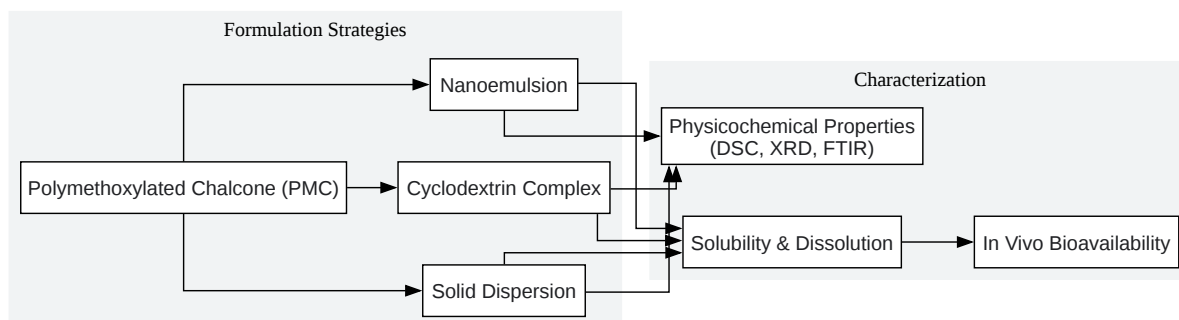 Formulation Strategies
Nanoemulsion
Characterization
Physicochemical Properties
(DSC, XRD, FTIR)
Polymethoxylated Chalcone (PMC)
Cyclodextrin Complex
Solubility & Dissolution
In Vivo Bioavailability
Solid Dispersion